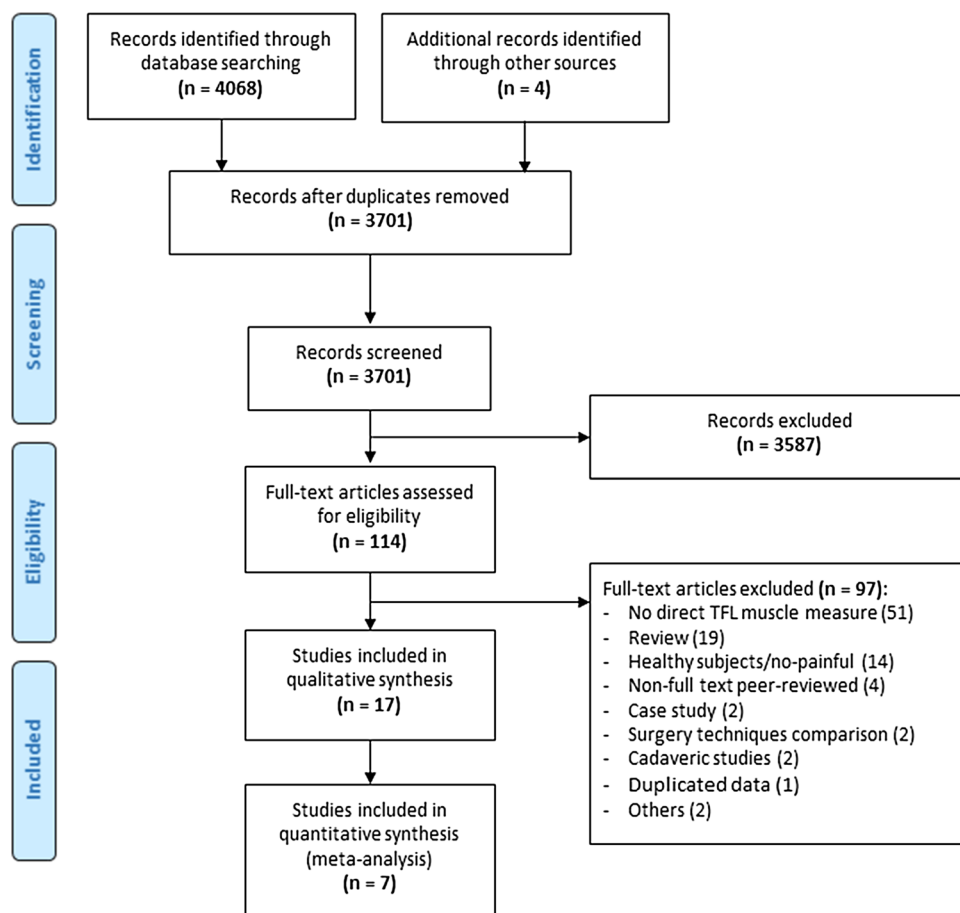 Identification
Records identified through
database searching
(n = 4068)
Additional records identified
through other sources
(n = 4)
Records after duplicates removed
(n = 3701)
Screening
Records screened
(n = 3701)
Records excluded
(n = 3587)
Eligibility
Full-text articles assessed
for eligibility
(n = 114)
Full-text articles excluded (n = 97):
- No direct TFL muscle measure (51)
- Review (19)
- Healthy subjects/no-painful (14)
- Non-full text peer-reviewed (4)
- Case study (2)
- Surgery techniques comparison (2)
- Cadaveric studies (2)
- Duplicated data (1)
- Others (2)
Included
Studies included in
qualitative synthesis
(n = 17)
Studies included in
quantitative synthesis
(meta-analysis)
(n = 7)